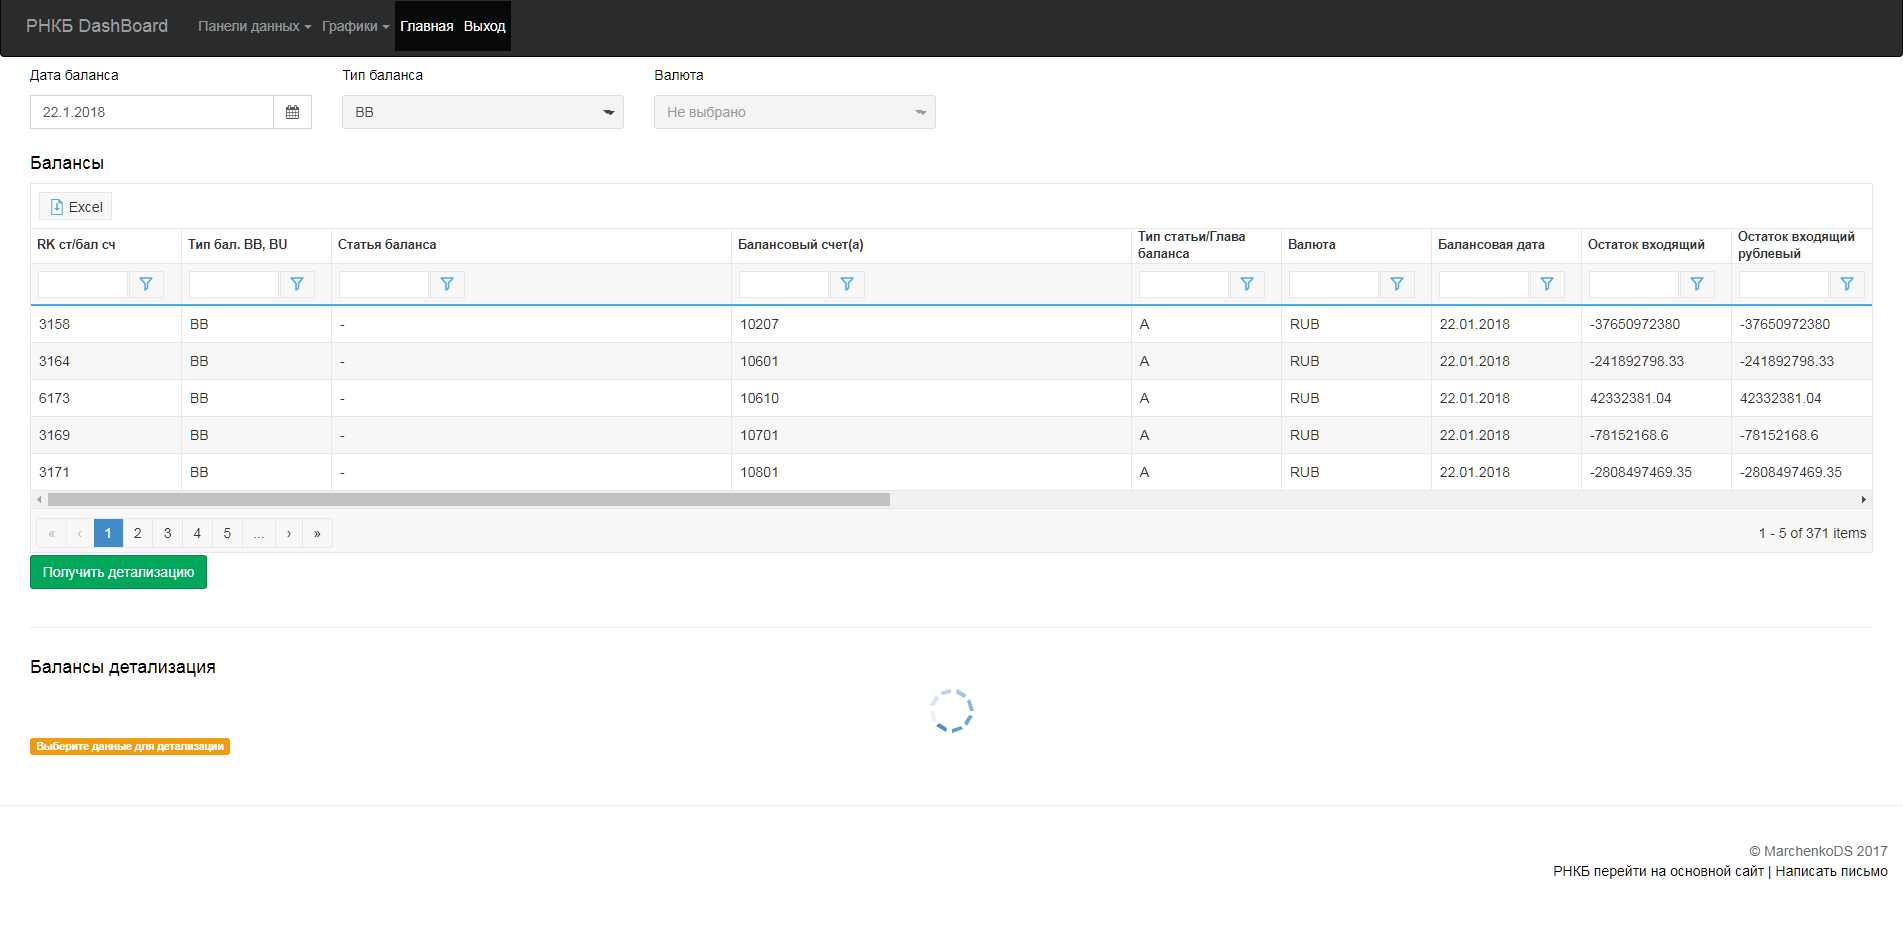 РНКБ DashBoard Панели данных Графики Главная Выход
Дата баланса Тип баланса Валюта
22.1.2018 BB Не выбрано
Балансы
Excel
RK ст/бал сч Тип бал. BB, BU Статья баланса Балансовый счет(а) Тип статьи/Глава баланса Валюта Балансовая дата Остаток входящий Остаток входящий рублевый
3158 BB - 10207 А RUB 22.01.2018 -37650972380 -37650972380
3164 BB - 10601 А RUB 22.01.2018 -241892798.33 -241892798.33
6173 BB - 10610 А RUB 22.01.2018 42332381.04 42332381.04
3169 BB - 10701 А RUB 22.01.2018 -78152168.6 -78152168.6
3171 BB - 10801 А RUB 22.01.2018 -2808497469.35 -2808497469.35
« ‹ 1 2 3 4 5 ... › » 1 - 5 of 371 items
Получить детализацию
Балансы детализация
Выберите данные для детализации
© MarchenkoDS 2017
РНКБ перейти на основной сайт | Написать письмо